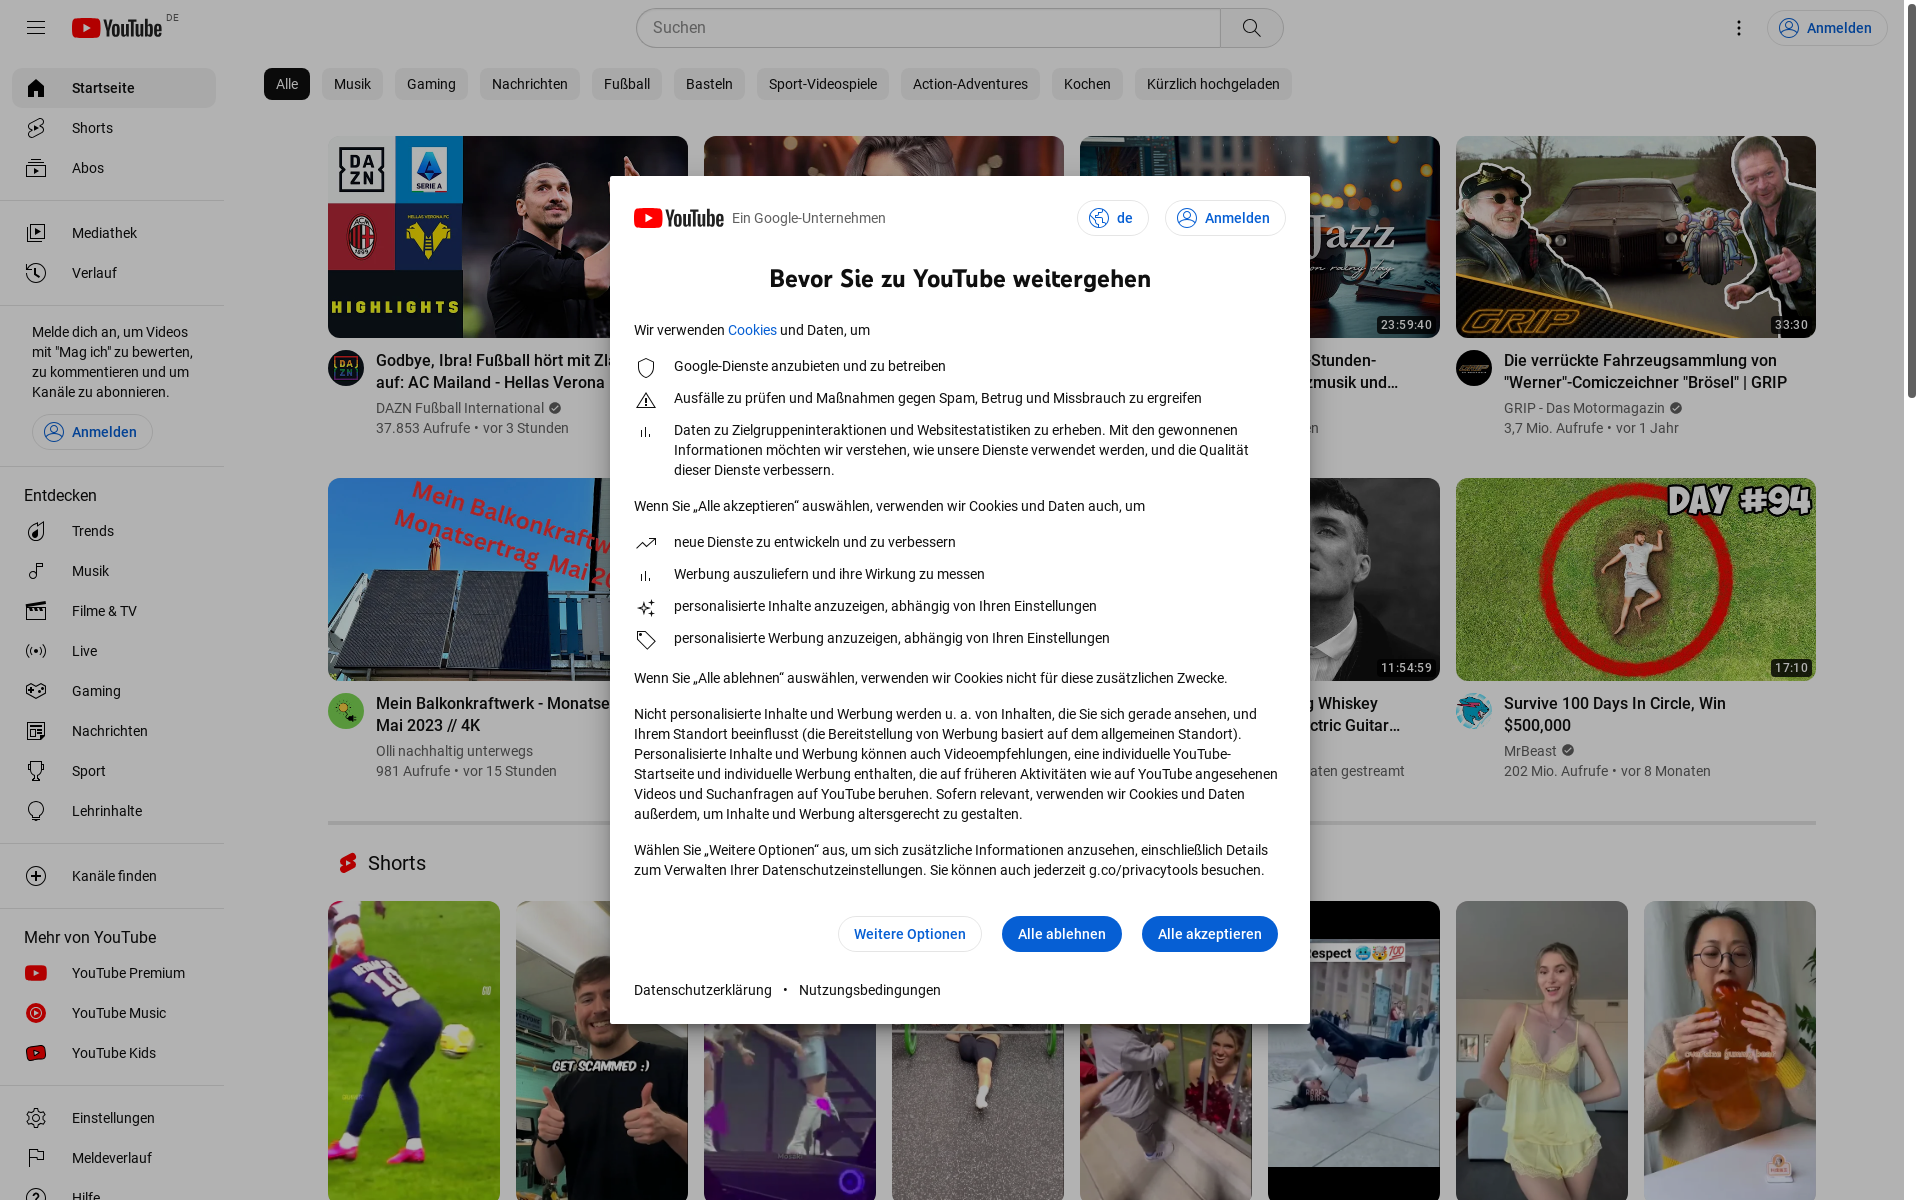 YouTube DE
Suchen
Anmelden
Startseite
Shorts
Abos
Mediathek
Verlauf
Melde dich an, um Videos
mit "Mag ich" zu bewerten,
zu kommentieren und um
Kanäle zu abonnieren.
Anmelden
Entdecken
Trends
Musik
Filme & TV
Live
Gaming
Nachrichten
Sport
Lehrinhalte
Kanäle finden
Mehr von YouTube
YouTube Premium
YouTube Music
YouTube Kids
Einstellungen
Meldeverlauf
Hilfe
Alle
Musik
Gaming
Nachrichten
Fußball
Basteln
Sport-Videospiele
Action-Adventures
Kochen
Kürzlich hochgeladen
DA
ZN
SERIE A
HELLAS VERONA FC
HIGHLIGHTS
Godbye, Ibra! Fußball hört mit
auf: AC Mailand - Hellas Verona
DAZN Fußball International
37.853 Aufrufe • vor 3 Stunden
Jazz
on rainy day
23:59:40
Stunden-
zmusik und…
GRIP
33:30
Die verrückte Fahrzeugsammlung von
"Werner"-Comiczeichner "Brösel" | GRIP
GRIP - Das Motormagazin
3,7 Mio. Aufrufe • vor 1 Jahr
Mein Balkonkraftw
Monatsertrag Mai 20
Mein Balkonkraftwerk - Monatse
Mai 2023 // 4K
Olli nachhaltig unterwegs
981 Aufrufe • vor 15 Stunden
11:54:59
g Whiskey
ctric Guitar…
aten gestreamt
DAY #94
17:10
Survive 100 Days In Circle, Win
$500,000
MrBeast
202 Mio. Aufrufe • vor 8 Monaten
YouTube Ein Google-Unternehmen
de
Anmelden
Bevor Sie zu YouTube weitergehen
Wir verwenden Cookies und Daten, um
Google-Dienste anzubieten und zu betreiben
Ausfälle zu prüfen und Maßnahmen gegen Spam, Betrug und Missbrauch zu ergreifen
Daten zu Zielgruppeninteraktionen und Websitestatistiken zu erheben. Mit den gewonnenen
Informationen möchten wir verstehen, wie unsere Dienste verwendet werden, und die Qualität
dieser Dienste verbessern.
Wenn Sie „Alle akzeptieren“ auswählen, verwenden wir Cookies und Daten auch, um
neue Dienste zu entwickeln und zu verbessern
Werbung auszuliefern und ihre Wirkung zu messen
personalisierte Inhalte anzuzeigen, abhängig von Ihren Einstellungen
personalisierte Werbung anzuzeigen, abhängig von Ihren Einstellungen
Wenn Sie „Alle ablehnen“ auswählen, verwenden wir Cookies nicht für diese zusätzlichen Zwecke.
Nicht personalisierte Inhalte und Werbung werden u. a. von Inhalten, die Sie sich gerade ansehen, und
Ihrem Standort beeinflusst (die Bereitstellung von Werbung basiert auf dem allgemeinen Standort).
Personalisierte Inhalte und Werbung können auch Videoempfehlungen, eine individuelle YouTube-
Startseite und individuelle Werbung enthalten, die auf früheren Aktivitäten wie auf YouTube angesehenen
Videos und Suchanfragen auf YouTube beruhen. Sofern relevant, verwenden wir Cookies und Daten
außerdem, um Inhalte und Werbung altersgerecht zu gestalten.
Wählen Sie „Weitere Optionen“ aus, um sich zusätzliche Informationen anzusehen, einschließlich Details
zum Verwalten Ihrer Datenschutzeinstellungen. Sie können auch jederzeit g.co/privacytools besuchen.
Weitere Optionen
Alle ablehnen
Alle akzeptieren
Datenschutzerklärung • Nutzungsbedingungen
Shorts
10
GET SCAMMED :)
espect
100